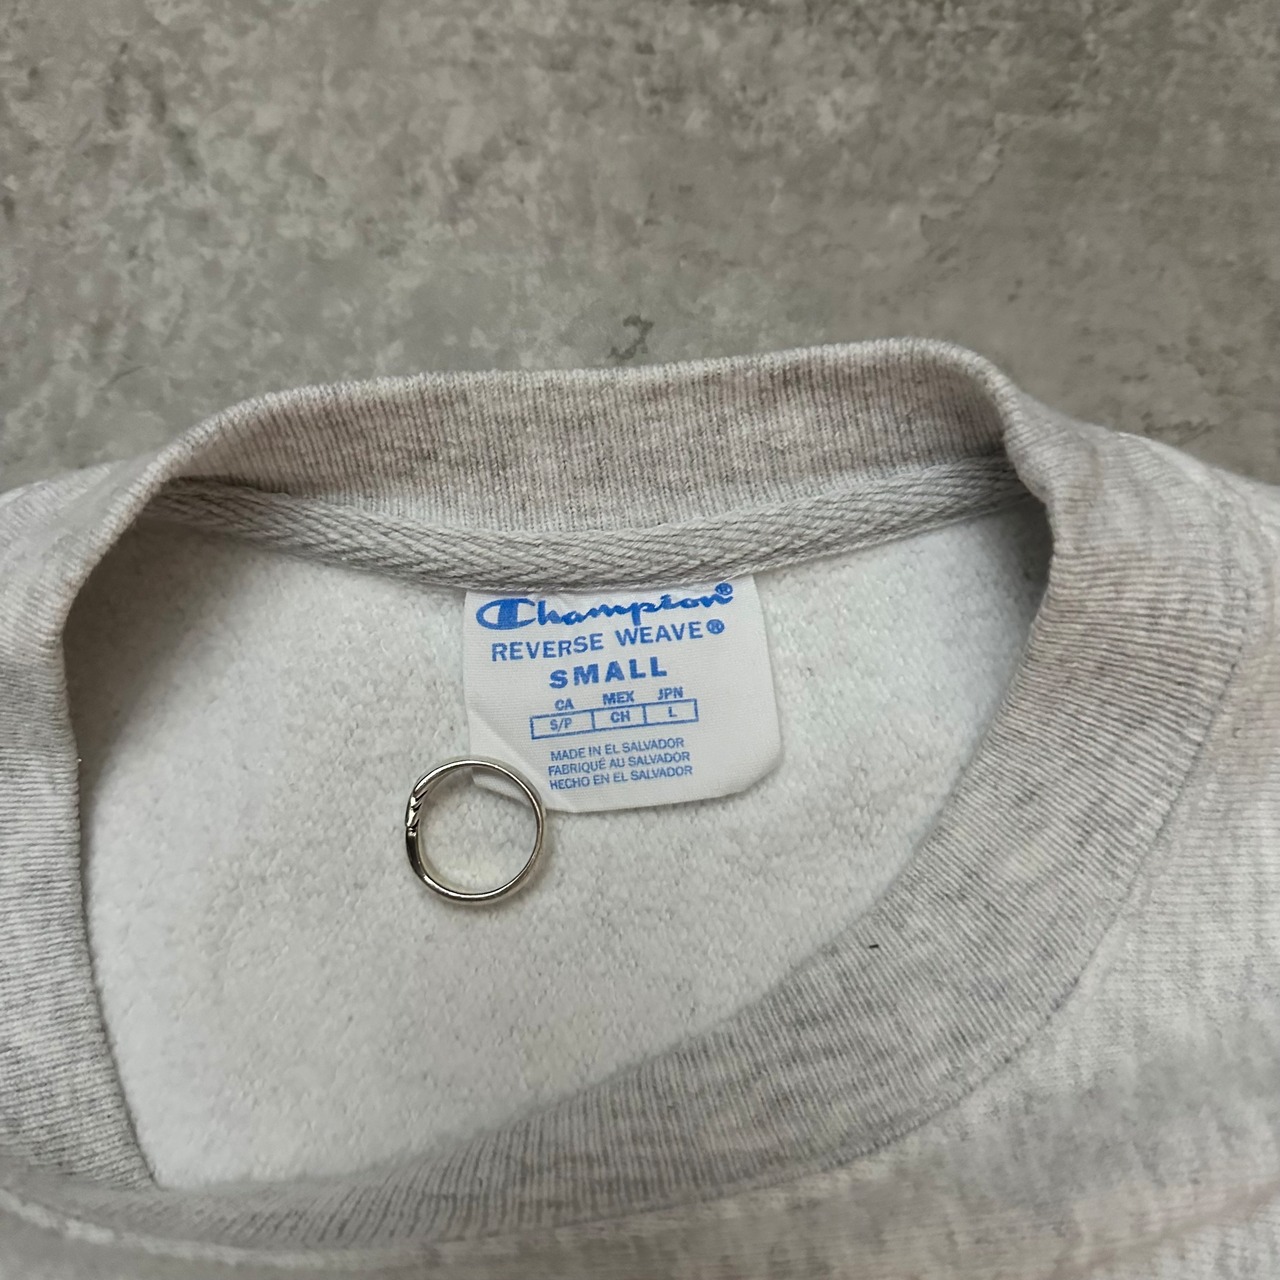 Champion®
REVERSE WEAVE®
SMALL
CA MEX JPN
S/P CH L
MADE IN EL SALVADOR
FABRIQUÉ AU SALVADOR
HECHO EN EL SALVADOR